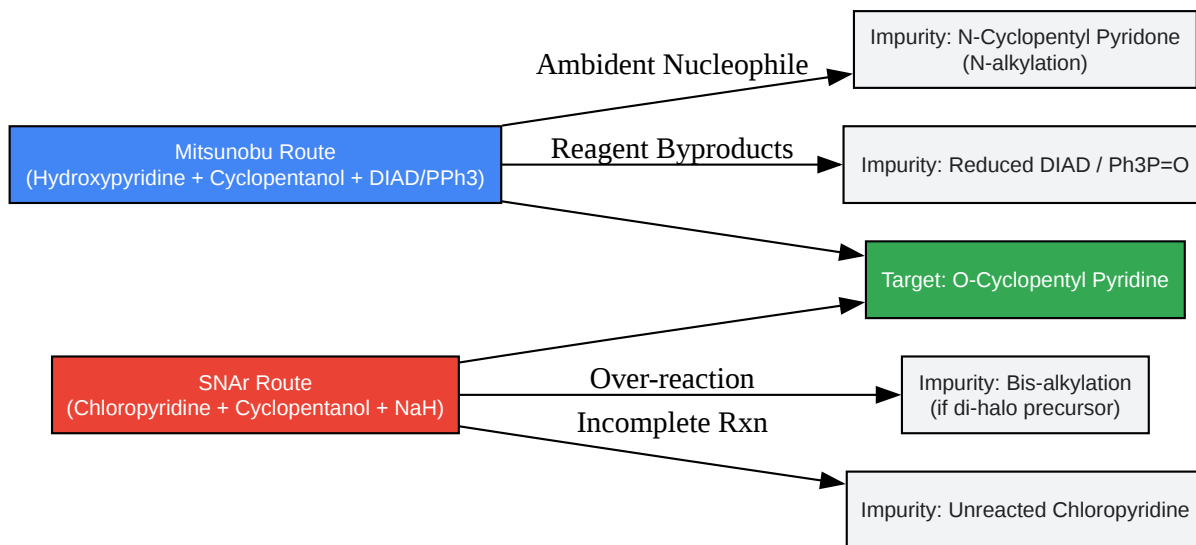 Impurity: N-Cyclopentyl Pyridone
(N-alkylation)
Ambident Nucleophile
Mitsunobu Route
(Hydroxypyridine + Cyclopentanol + DIAD/PPh3)
Reagent Byproducts
Impurity: Reduced DIAD / Ph3P=O
Target: O-Cyclopentyl Pyridine
SNAr Route
(Chloropyridine + Cyclopentanol + NaH)
Over-reaction
Impurity: Bis-alkylation
(if di-halo precursor)
Incomplete Rxn
Impurity: Unreacted Chloropyridine